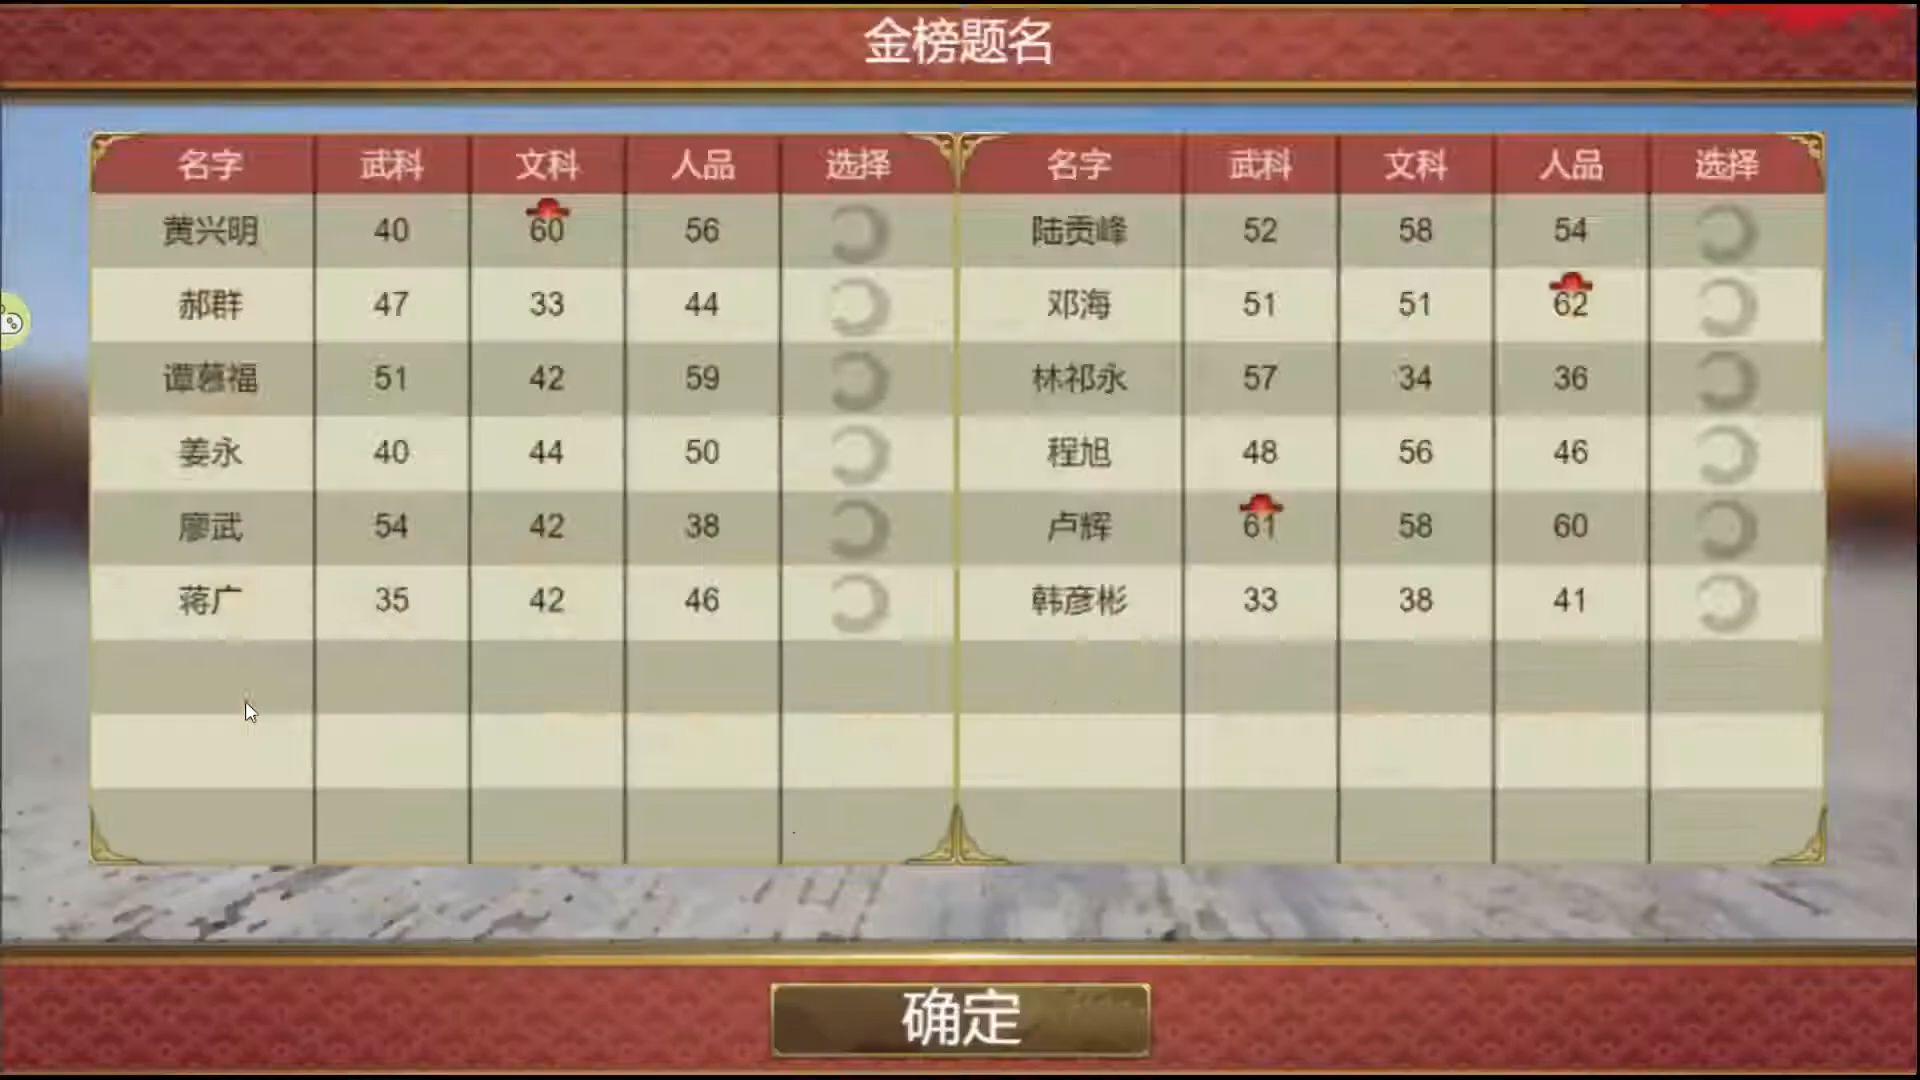 金榜题名
名字 武科 文科 人品 选择
黄兴明 40 60 56
郝群 47 33 44
谭慕福 51 42 59
姜永 40 44 50
廖武 54 42 38
蒋广 35 42 46
名字 武科 文科 人品 选择
陆贡峰 52 58 54
邓海 51 51 62
林祁永 57 34 36
程旭 48 56 46
卢辉 61 58 60
韩彦彬 33 38 41
确定